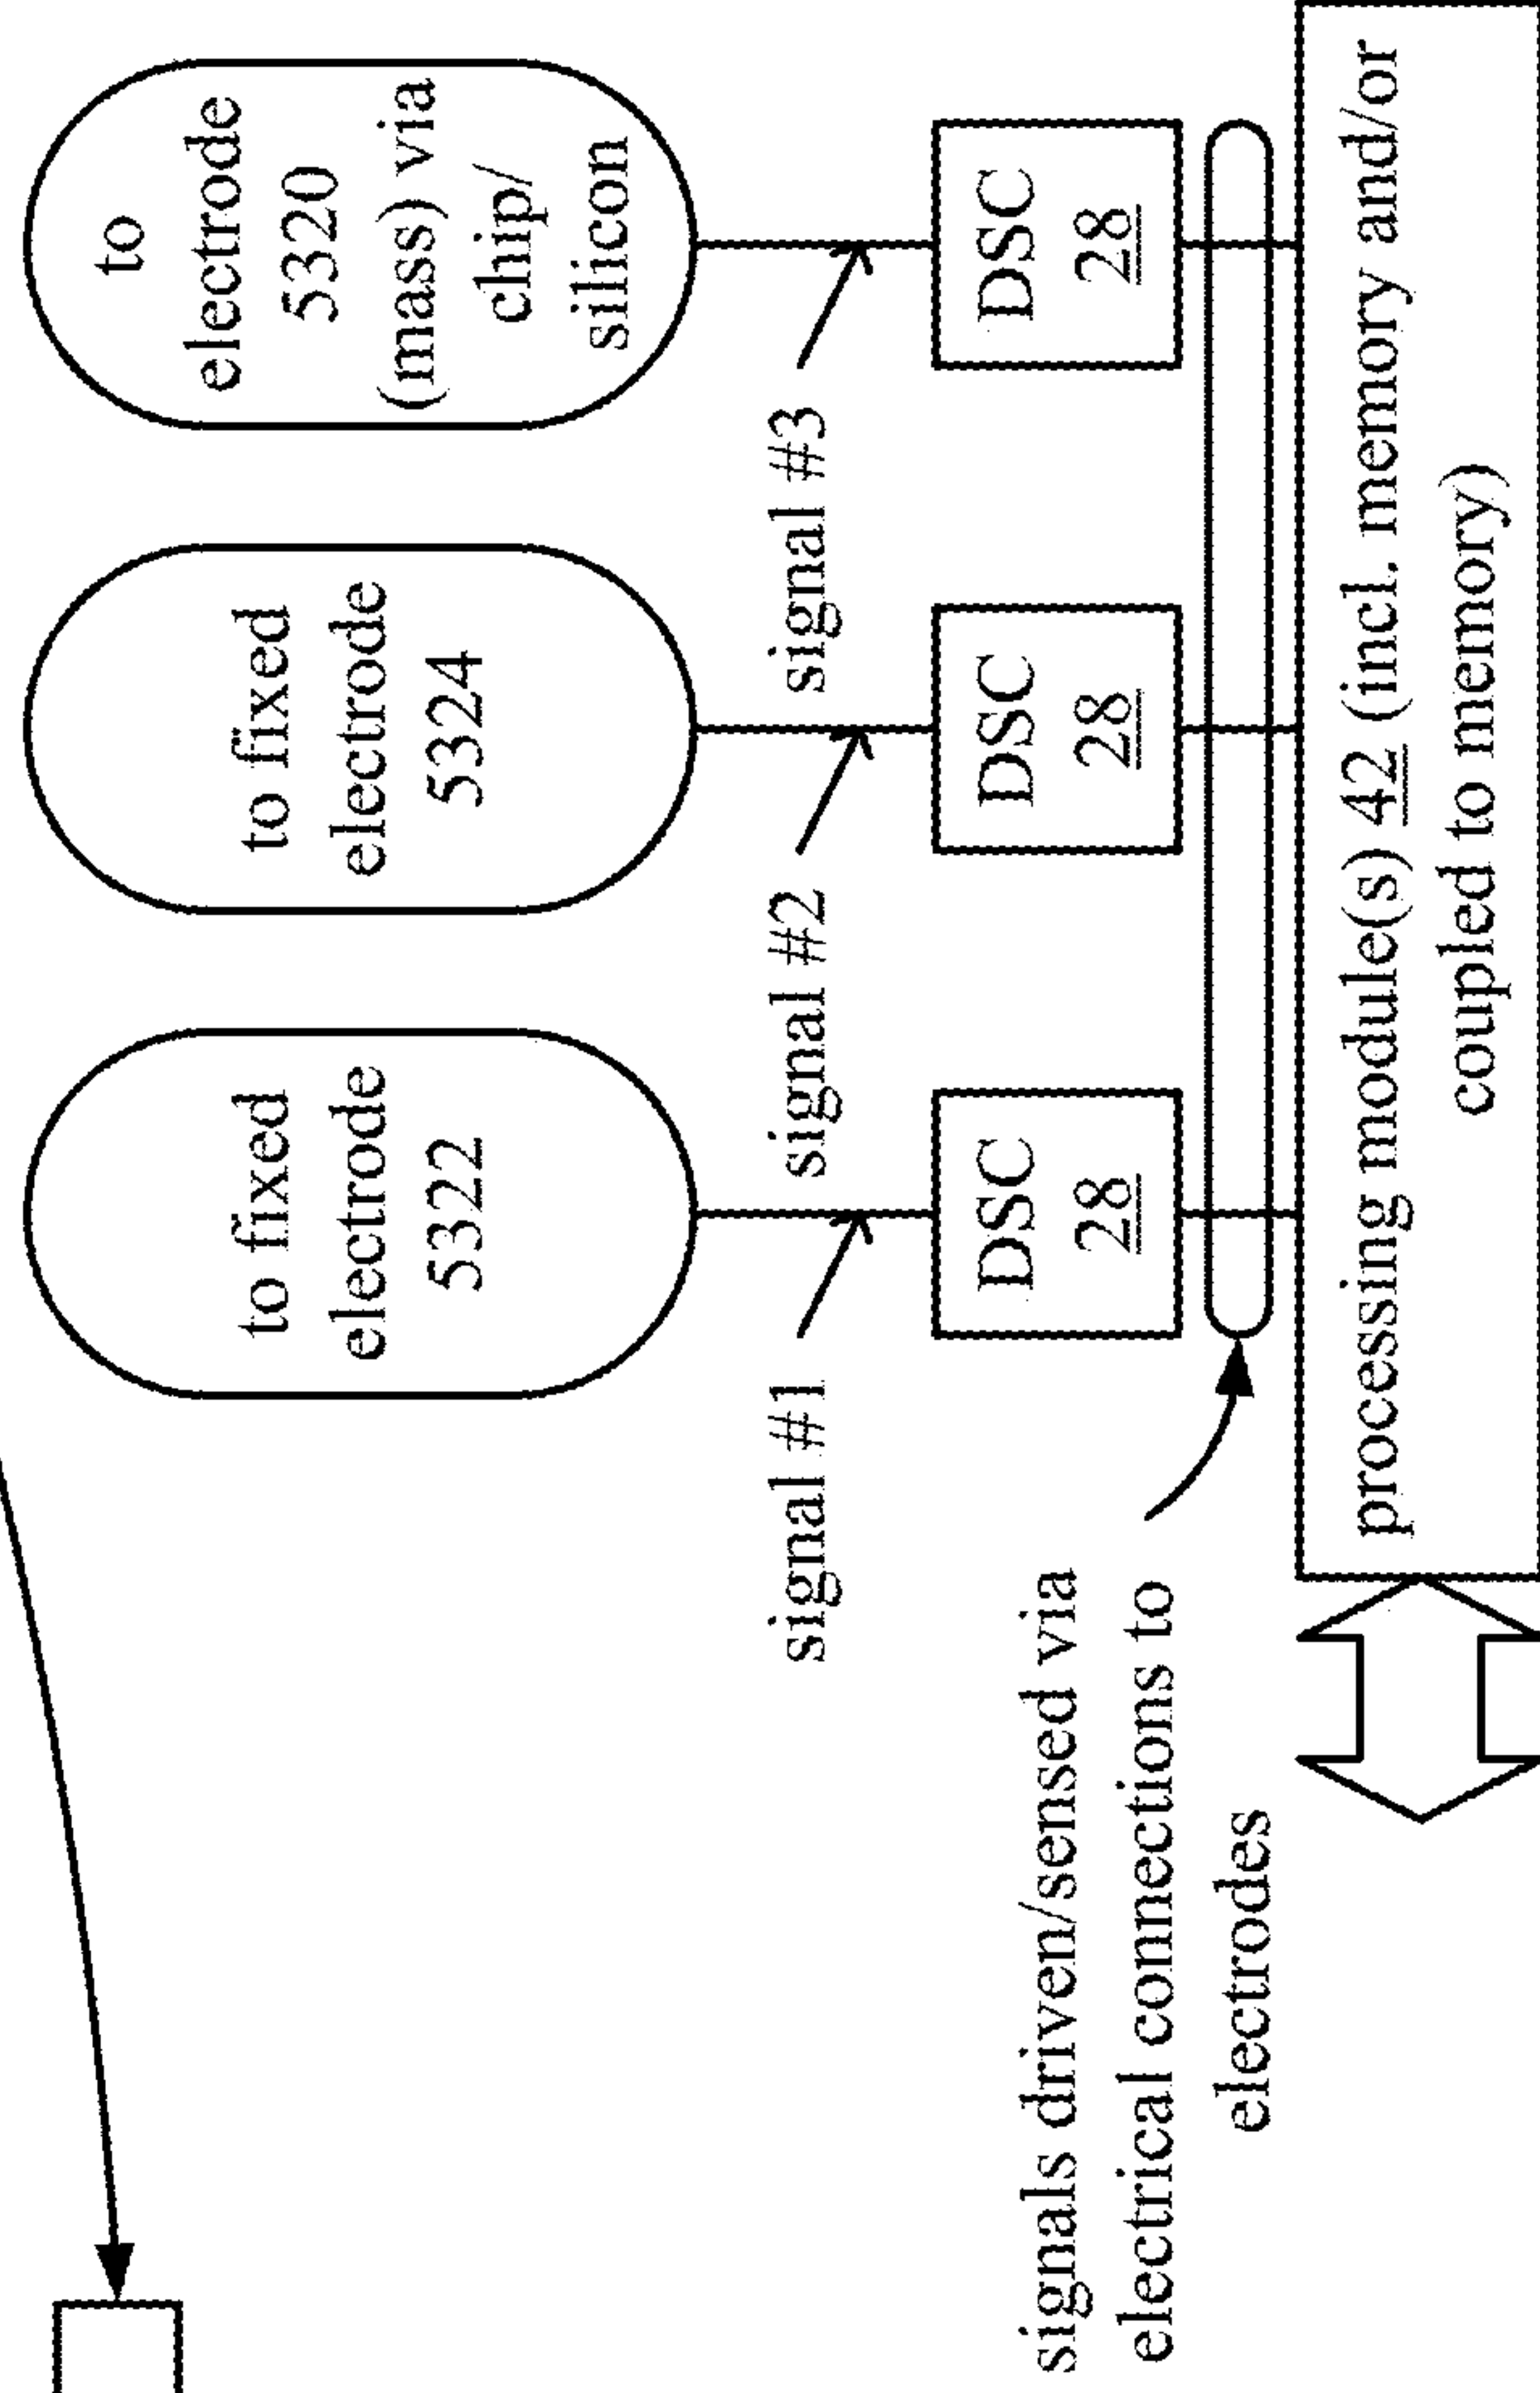 to fixed
electrode
5322
to fixed
electrode
5324
to
electrode
5320
(mass) via
chip/
silicon
signal #1
signal #2
signal #3
DSC
28
DSC
28
DSC
28
signals driven/sensed via
electrical connections to
electrodes
processing module(s) 42 (incl. memory and/or
coupled to memory)